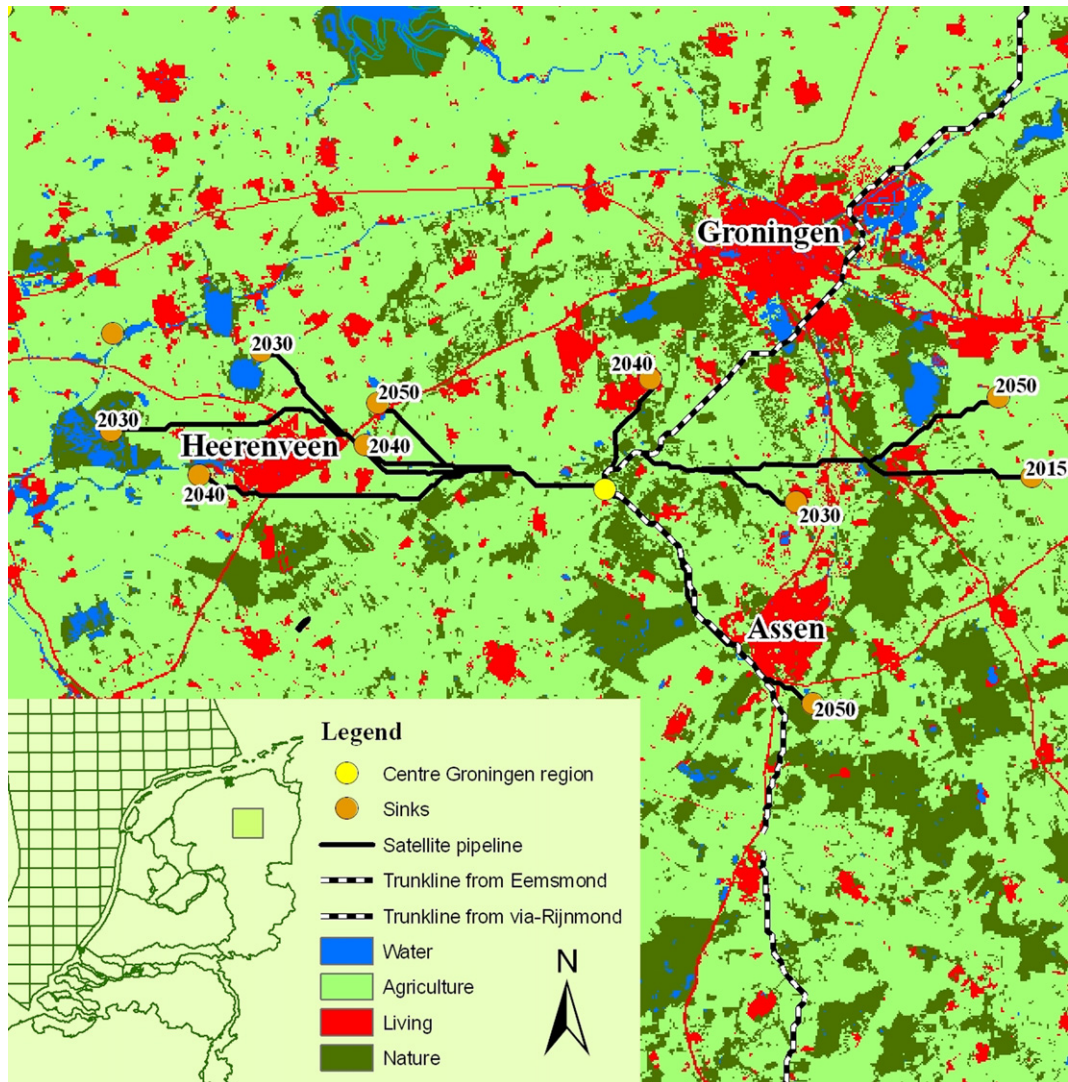 Groningen
2030
2040
2050
2050
2030
Heerenveen
2040
2040
2015
2030
Assen
2050
Legend
Centre Groningen region
Sinks
Satellite pipeline
Trunkline from Eemsmond
Trunkline from via-Rijnmond
Water
Agriculture
Living
Nature
N